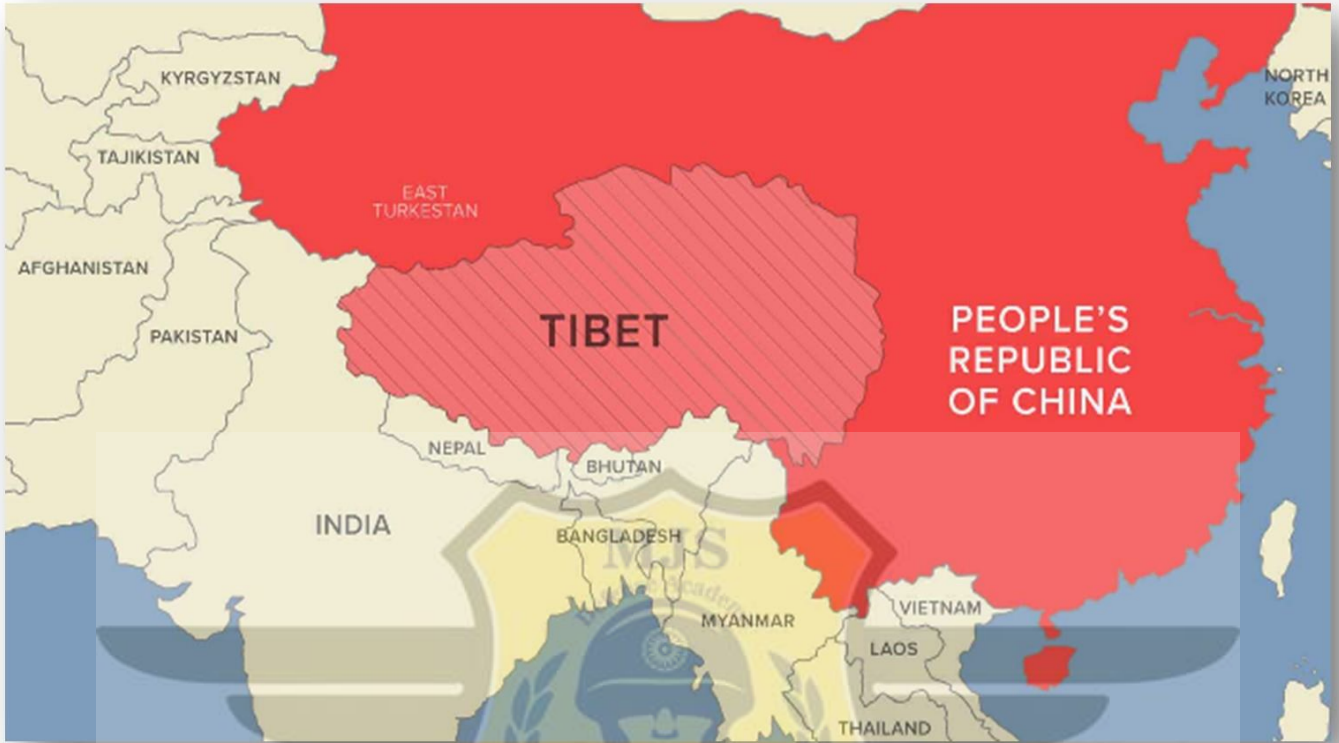 KYRGYZSTAN
NORTH
KOREA
TAJIKISTAN
EAST
TURKESTAN
AFGHANISTAN
PAKISTAN
TIBET
PEOPLE'S
REPUBLIC
OF CHINA
NEPAL
BHUTAN
INDIA
BANGLADESH
MJS
MYANMAR
VIETNAM
LAOS
THAILAND